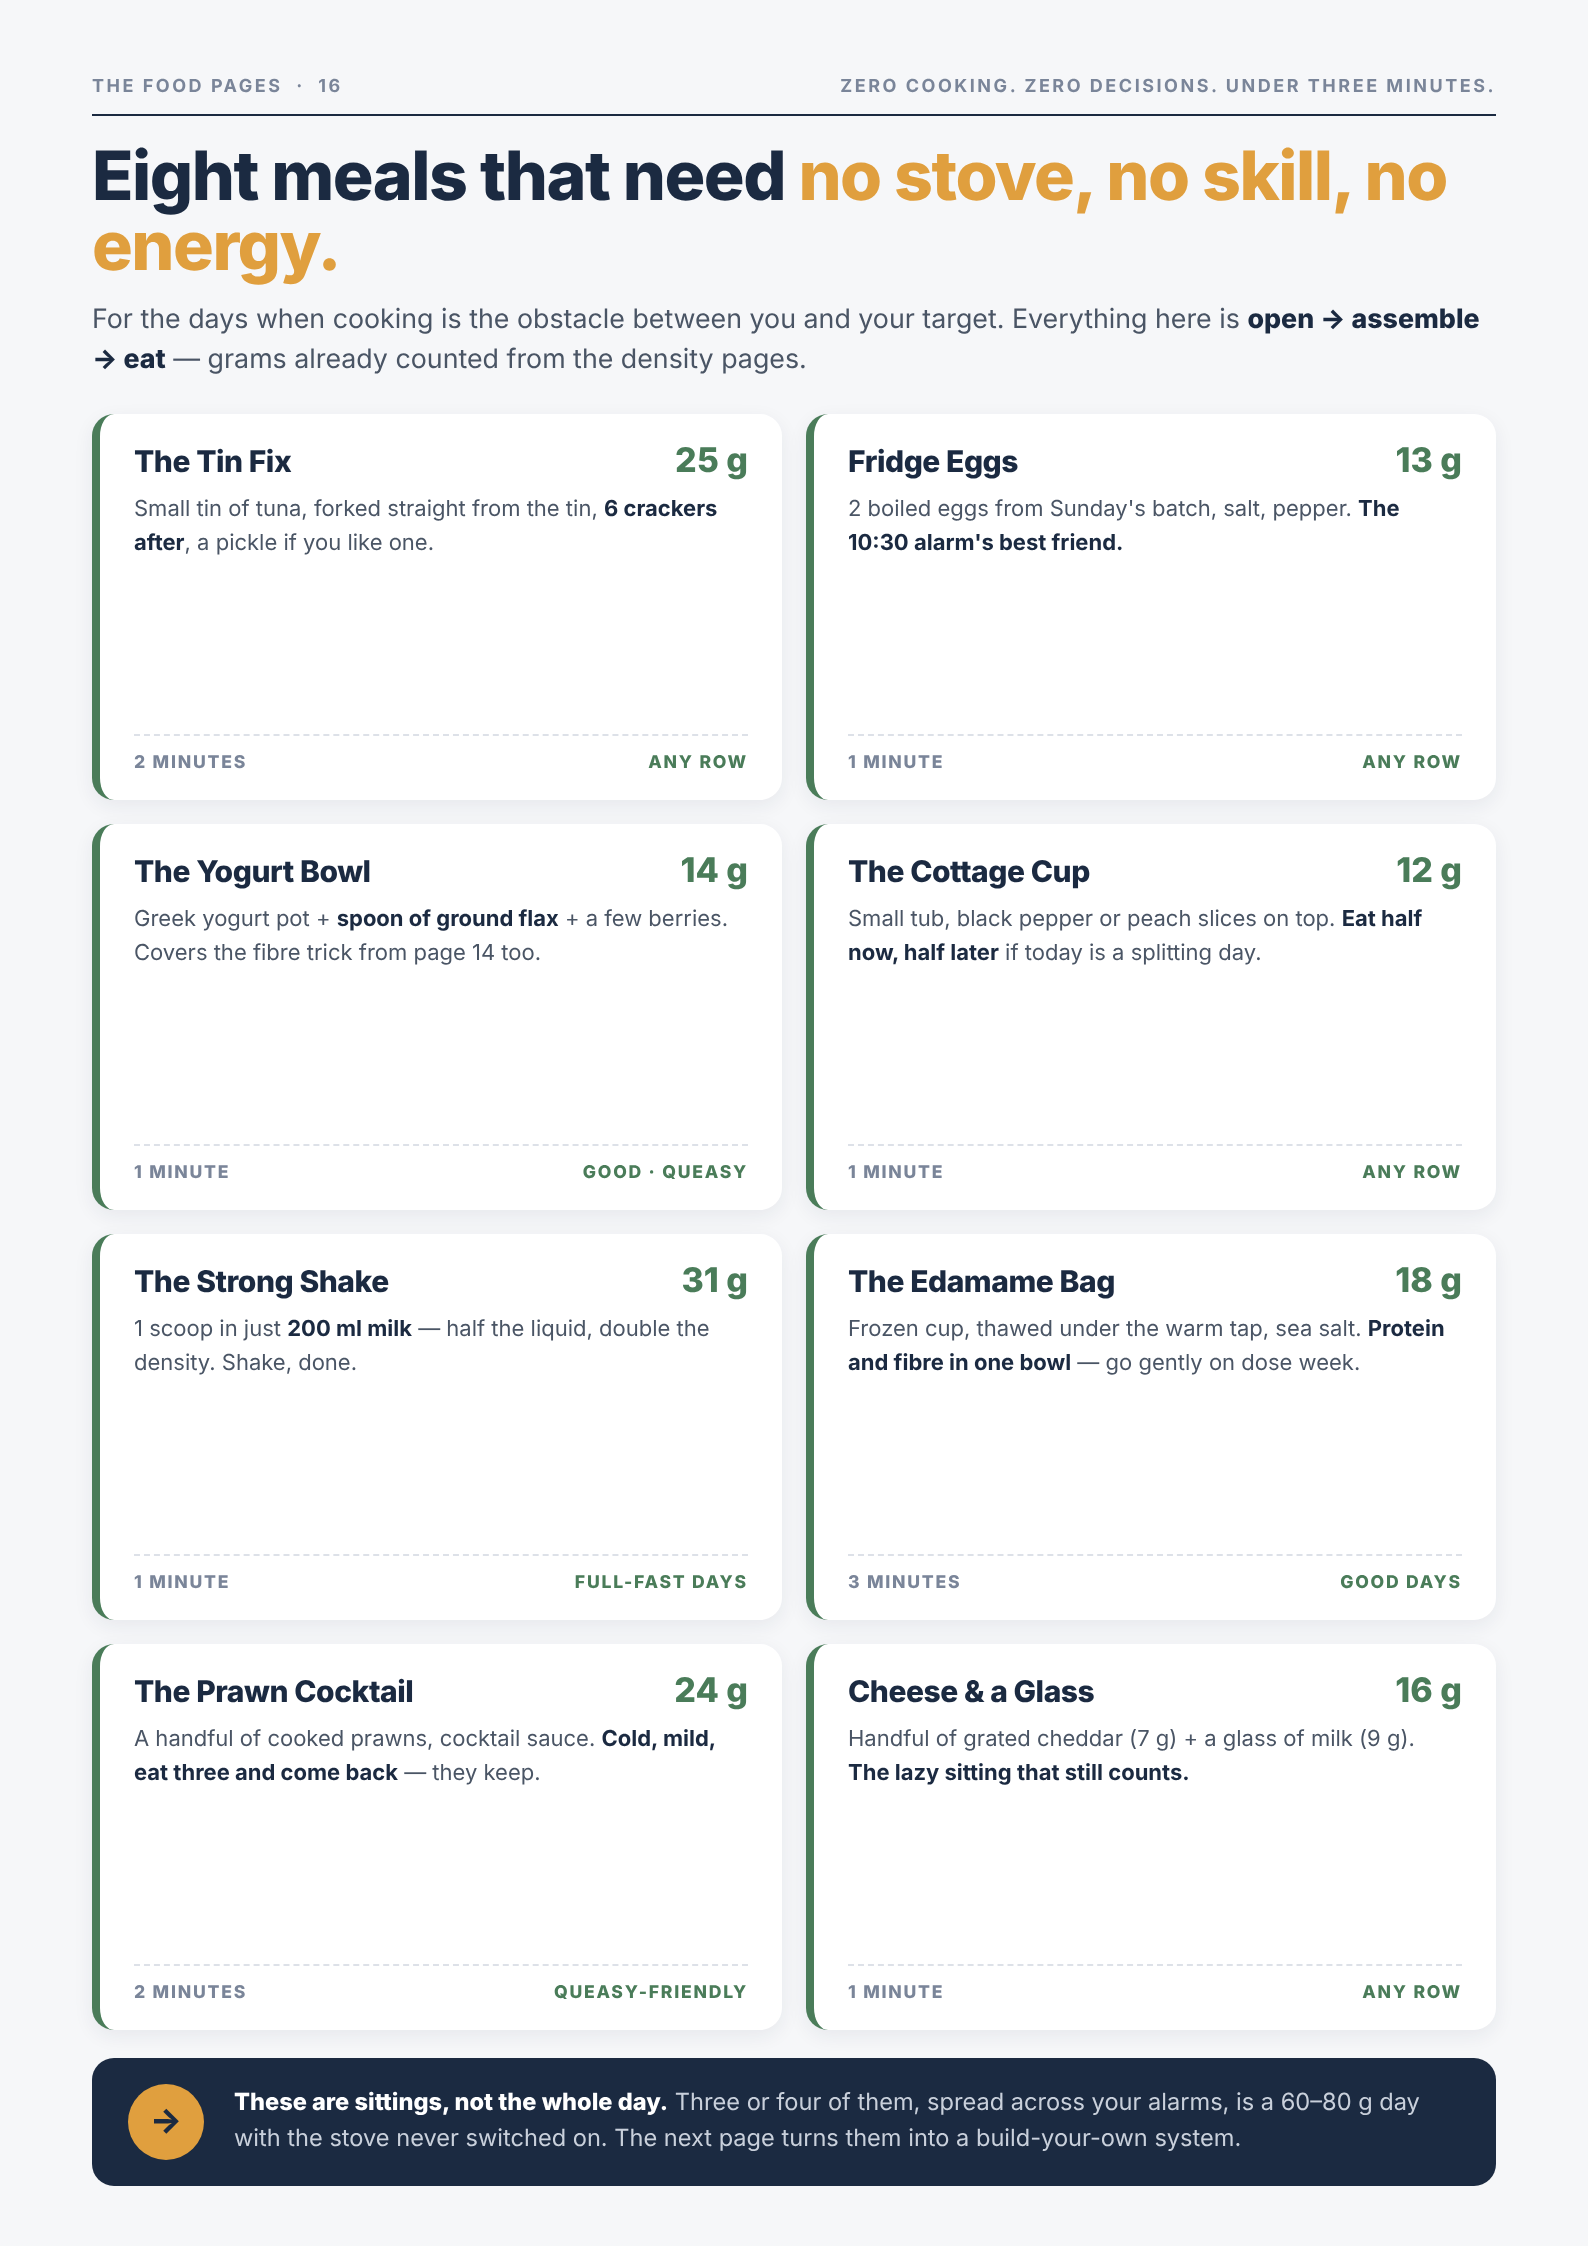 THE FOOD PAGES · 16
ZERO COOKING. ZERO DECISIONS. UNDER THREE MINUTES.
Eight meals that need no stove, no skill, no
energy.
For the days when cooking is the obstacle between you and your target. Everything here is open → assemble
→ eat — grams already counted from the density pages.
The Tin Fix
25 g
Small tin of tuna, forked straight from the tin, 6 crackers
after, a pickle if you like one.
2 MINUTES
ANY ROW
Fridge Eggs
13 g
2 boiled eggs from Sunday's batch, salt, pepper. The
10:30 alarm's best friend.
1 MINUTE
ANY ROW
The Yogurt Bowl
14 g
Greek yogurt pot + spoon of ground flax + a few berries.
Covers the fibre trick from page 14 too.
1 MINUTE
GOOD · QUEASY
The Cottage Cup
12 g
Small tub, black pepper or peach slices on top. Eat half
now, half later if today is a splitting day.
1 MINUTE
ANY ROW
The Strong Shake
31 g
1 scoop in just 200 ml milk — half the liquid, double the
density. Shake, done.
1 MINUTE
FULL-FAST DAYS
The Edamame Bag
18 g
Frozen cup, thawed under the warm tap, sea salt. Protein
and fibre in one bowl — go gently on dose week.
3 MINUTES
GOOD DAYS
The Prawn Cocktail
24 g
A handful of cooked prawns, cocktail sauce. Cold, mild,
eat three and come back — they keep.
2 MINUTES
QUEASY-FRIENDLY
Cheese & a Glass
16 g
Handful of grated cheddar (7 g) + a glass of milk (9 g).
The lazy sitting that still counts.
1 MINUTE
ANY ROW
→
These are sittings, not the whole day. Three or four of them, spread across your alarms, is a 60–80 g day
with the stove never switched on. The next page turns them into a build-your-own system.